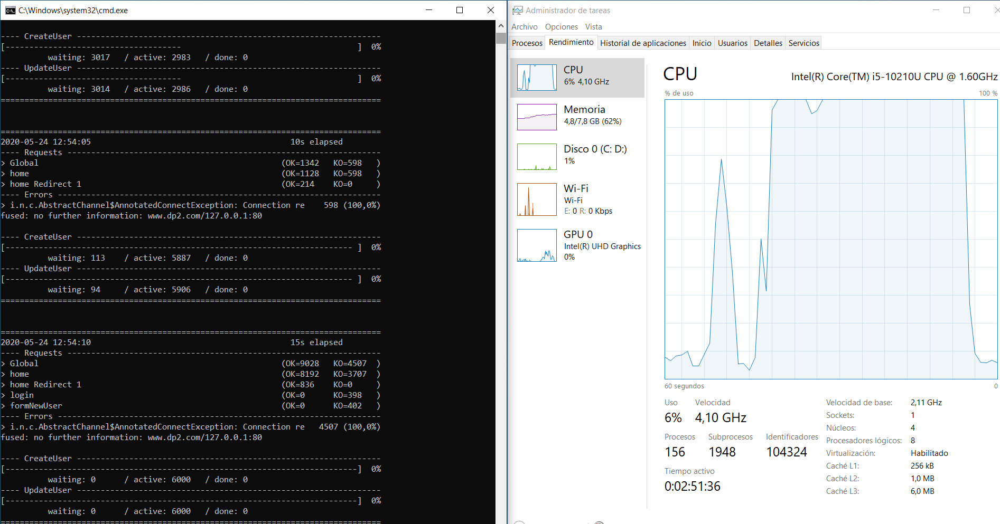 C:\Windows\system32\cmd.exe
---- CreateUser ----------------------------------------------------------------
[-------------------------------------                                     ]  0%
          waiting: 3017   / active: 2983   / done: 0
---- UpdateUser ----------------------------------------------------------------
[-------------------------------------                                     ]  0%
          waiting: 3014   / active: 2986   / done: 0
================================================================================
================================================================================
2020-05-24 12:54:05                                          10s elapsed
---- Requests ------------------------------------------------------------------
> Global                                                   (OK=1342   KO=598   )
> home                                                     (OK=1128   KO=598   )
> home Redirect 1                                          (OK=214    KO=0     )
---- Errors --------------------------------------------------------------------
> i.n.c.AbstractChannel$AnnotatedConnectException: Connection re    598 (100,0%)
fused: no further information: www.dp2.com/127.0.0.1:80
---- CreateUser ----------------------------------------------------------------
[------------------------------------------------------------------------- ]  0%
          waiting: 113    / active: 5887   / done: 0
---- UpdateUser ----------------------------------------------------------------
[------------------------------------------------------------------------- ]  0%
          waiting: 94     / active: 5906   / done: 0
================================================================================
================================================================================
2020-05-24 12:54:10                                          15s elapsed
---- Requests ------------------------------------------------------------------
> Global                                                   (OK=9028   KO=4507  )
> home                                                     (OK=8192   KO=3707  )
> home Redirect 1                                          (OK=836    KO=0     )
> login                                                    (OK=0      KO=398   )
> formNewUser                                              (OK=0      KO=402   )
---- Errors --------------------------------------------------------------------
> i.n.c.AbstractChannel$AnnotatedConnectException: Connection re   4507 (100,0%)
fused: no further information: www.dp2.com/127.0.0.1:80
---- CreateUser ----------------------------------------------------------------
[--------------------------------------------------------------------------]  0%
          waiting: 0      / active: 6000   / done: 0
---- UpdateUser ----------------------------------------------------------------
[--------------------------------------------------------------------------]  0%
          waiting: 0      / active: 6000   / done: 0
================================================================================
Administrador de tareas
Archivo Opciones Vista
Procesos Rendimiento Historial de aplicaciones Inicio Usuarios Detalles Servicios
CPU
6% 4,10 GHz
Memoria
4,8/7,8 GB (62%)
Disco 0 (C: D:)
1%
Wi-Fi
Wi-Fi
E: 0 R: 0 Kbps
GPU 0
Intel(R) UHD Graphics
0%
CPU Intel(R) Core(TM) i5-10210U CPU @ 1.60GHz
% de uso 100 %
60 segundos 0
Uso Velocidad
6% 4,10 GHz
Procesos Subprocesos Identificadores
156 1948 104324
Tiempo activo
0:02:51:36
Velocidad de base: 2,11 GHz
Sockets: 1
Núcleos: 4
Procesadores lógicos: 8
Virtualización: Habilitado
Caché L1: 256 kB
Caché L2: 1,0 MB
Caché L3: 6,0 MB